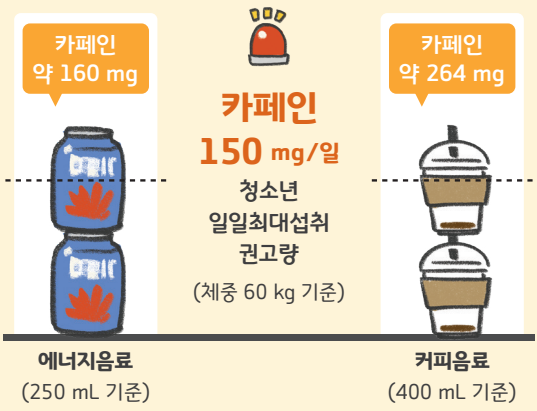 카페인
약 160 mg
카페인
150 mg/일
청소년
일일최대섭취
권고량
(체중 60 kg 기준)
카페인
약 264 mg
에너지음료
(250 mL 기준)
커피음료
(400 mL 기준)